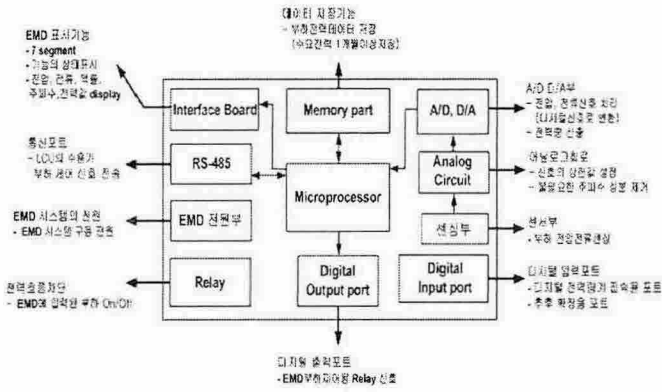 데이터 저장기능
- 부하전력데이터 저장
(수요전력 1개월이상저장)
EMD 표시기능
- 7 segment
- 기능의 상태표시
- 전압, 전류, 역률,
주파수,전력값 display
Interface Board
Memory part
A/D, D/A
A/D D/A부
- 전압, 전류신호 처리
(디지털신호로 변환)
- 전력량 산출
통신포트
- LCU의 수용가
부하 제어 신호 전송
RS-485
Microprocessor
Analog
Circuit
아날로그회로
- 신호의 상한값 설정
- 불필요한 주파수 성분 제거
EMD 시스템의 전원
- EMD 시스템 구동 전원
EMD 전원부
센싱부
센서부
- 부하 전압전류센싱
Relay
Digital
Output port
Digital
Input port
디지털 입력포트
- 디지털 전력량계 접속용 포트
- 추후 확장용 포트
전력흐름차단
- EMD에 입력된 부하 On/Off
디지털 출력포트
- EMD부하제어용 Relay 신호